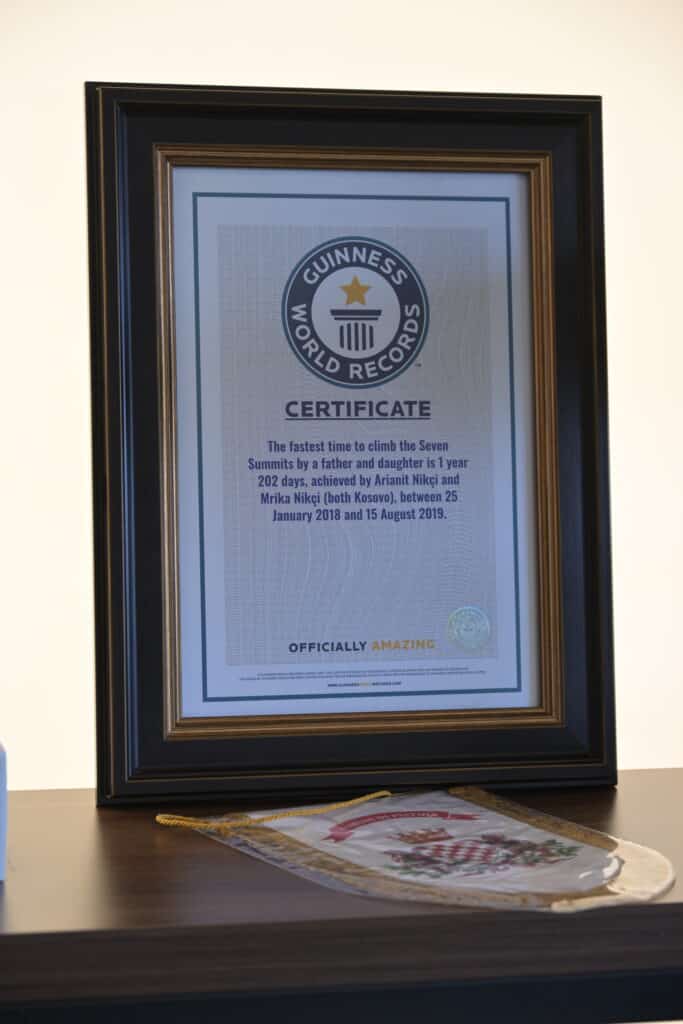 GUINNESS
WORLD RECORDS
™
CERTIFICATE
The fastest time to climb the Seven
Summits by a father and daughter is 1 year
202 days, achieved by Arianit Nikçi and
Mrika Nikçi (both Kosovo), between 25
January 2018 and 15 August 2019.
OFFICIALLY AMAZING